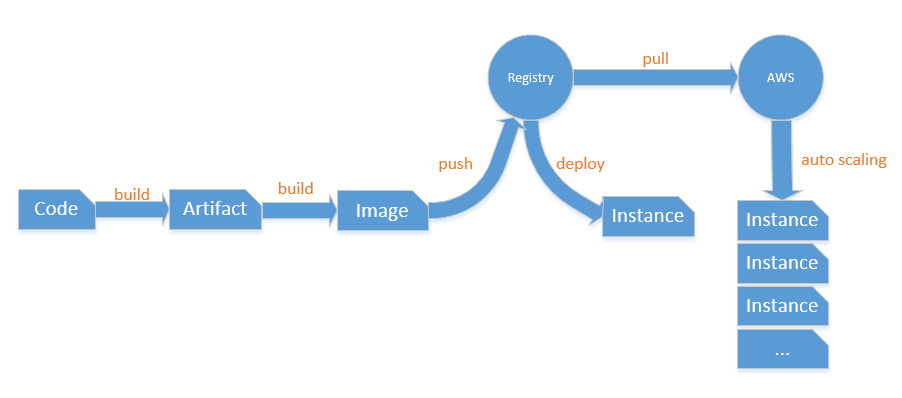 Registry
pull
AWS
push
deploy
auto scaling
Code
build
Artifact
build
Image
Instance
Instance
Instance
Instance
...